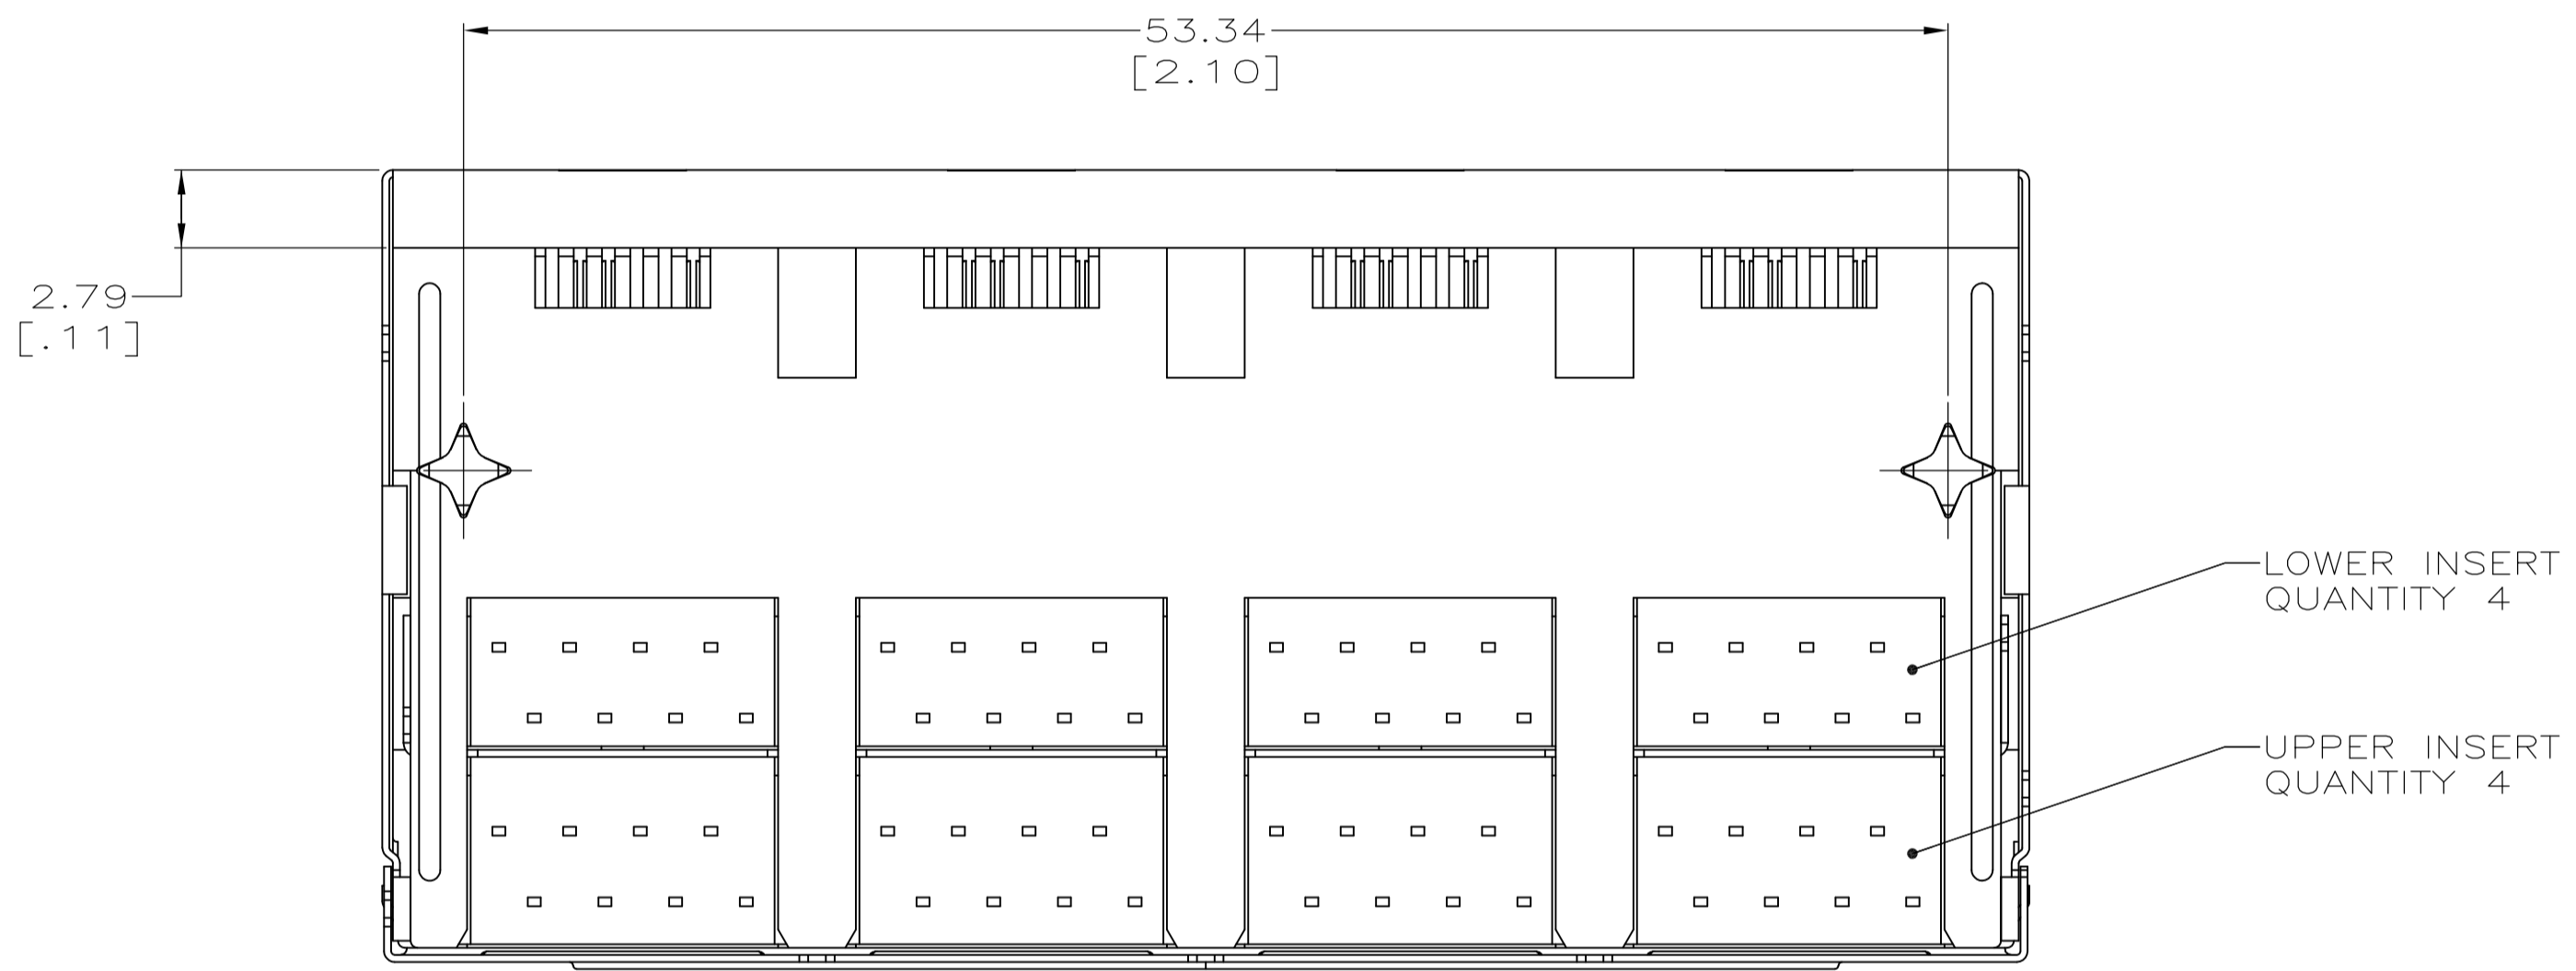 53.34
[2.10]
2.79
[.11]
LOWER INSERT
QUANTITY 4
UPPER INSERT
QUANTITY 4